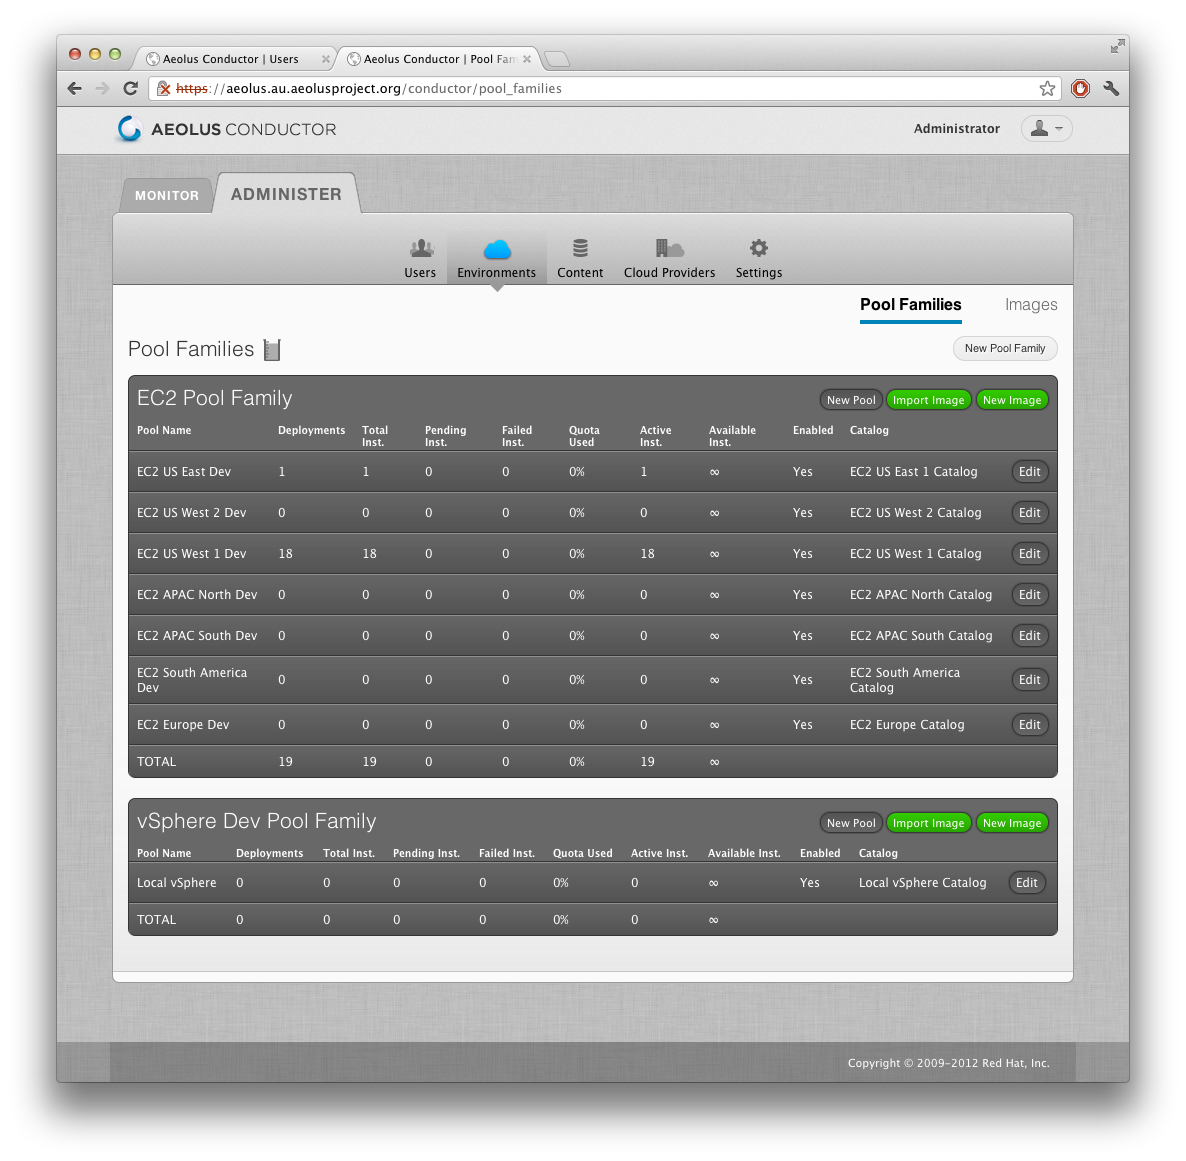 Aeolus Conductor | Users
Aeolus Conductor | Pool Fam
https://aeolus.au.aeolusproject.org/conductor/pool_families
AEOLUS CONDUCTOR
Administrator
MONITOR
ADMINISTER
Users
Environments
Content
Cloud Providers
Settings
Pool Families
Images
Pool Families
New Pool Family
EC2 Pool Family
New Pool Import Image New Image
Pool Name Deployments Total Inst. Pending Inst. Failed Inst. Quota Used Active Inst. Available Inst. Enabled Catalog
EC2 US East Dev 1 1 0 0 0% 1 ∞ Yes EC2 US East 1 Catalog Edit
EC2 US West 2 Dev 0 0 0 0 0% 0 ∞ Yes EC2 US West 2 Catalog Edit
EC2 US West 1 Dev 18 18 0 0 0% 18 ∞ Yes EC2 US West 1 Catalog Edit
EC2 APAC North Dev 0 0 0 0 0% 0 ∞ Yes EC2 APAC North Catalog Edit
EC2 APAC South Dev 0 0 0 0 0% 0 ∞ Yes EC2 APAC South Catalog Edit
EC2 South America Dev 0 0 0 0 0% 0 ∞ Yes EC2 South America Catalog Edit
EC2 Europe Dev 0 0 0 0 0% 0 ∞ Yes EC2 Europe Catalog Edit
TOTAL 19 19 0 0 0% 19 ∞
vSphere Dev Pool Family
New Pool Import Image New Image
Pool Name Deployments Total Inst. Pending Inst. Failed Inst. Quota Used Active Inst. Available Inst. Enabled Catalog
Local vSphere 0 0 0 0 0% 0 ∞ Yes Local vSphere Catalog Edit
TOTAL 0 0 0 0 0% 0 ∞
Copyright © 2009-2012 Red Hat, Inc.